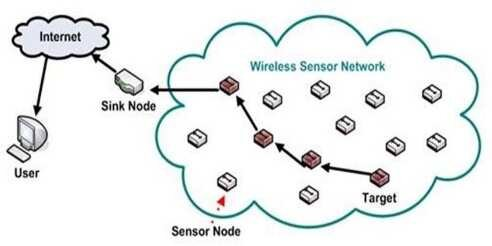 Internet
Wireless Sensor Network
Sink Node
User
Target
Sensor Node